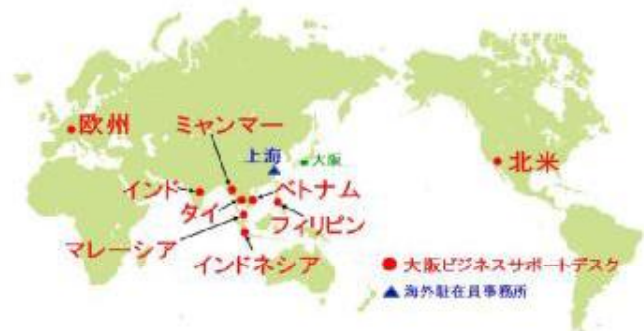 欧州
ミャンマー
上海
大阪
北米
インド
タイ
ベトナム
フィリピン
マレーシア
インドネシア
● 大阪ビジネスサポートデスク
▲ 海外駐在員事務所